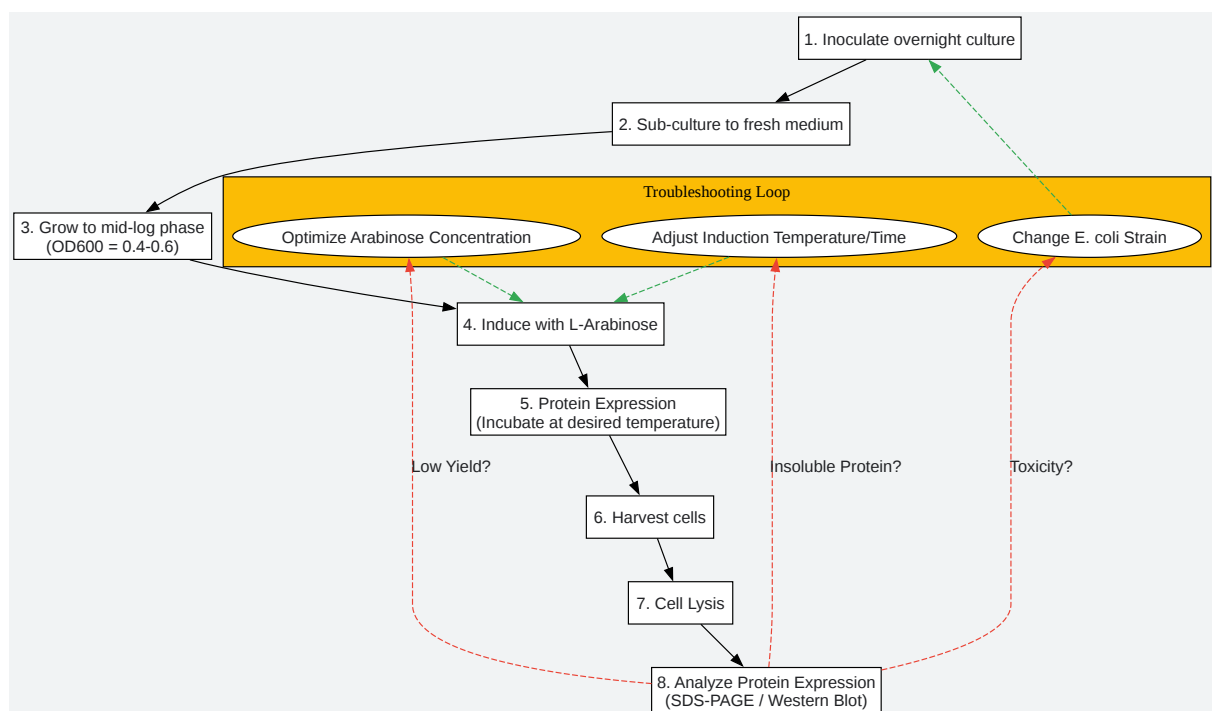 1. Inoculate overnight culture
2. Sub-culture to fresh medium
Troubleshooting Loop
3. Grow to mid-log phase
(OD600 = 0.4-0.6)
Optimize Arabinose Concentration
Adjust Induction Temperature/Time
Change E. coli Strain
4. Induce with L-Arabinose
5. Protein Expression
(Incubate at desired temperature)
Low Yield?
Insoluble Protein?
Toxicity?
6. Harvest cells
7. Cell Lysis
8. Analyze Protein Expression
(SDS-PAGE / Western Blot)